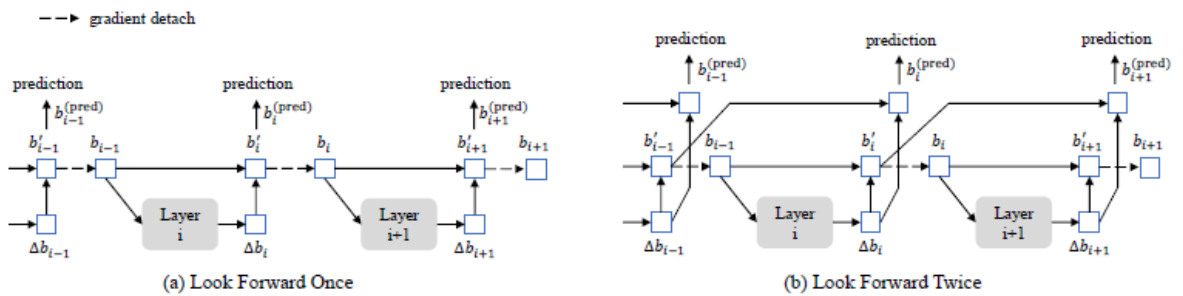 gradient detach
prediction prediction prediction
b_{i-1}^{(pred)} b_i^{(pred)} b_{i+1}^{(pred)}
b'_{i-1} b_{i-1} b'_i b_i b'_{i+1} b_{i+1}
Layer i
Layer i+1
Δb_{i-1} Δb_i Δb_{i+1}
(a) Look Forward Once
prediction prediction prediction
b_{i-1}^{(pred)} b_i^{(pred)} b_{i+1}^{(pred)}
b'_{i-1} b_{i-1} b'_i b_i b'_{i+1} b_{i+1}
Layer i
Layer i+1
Δb_{i-1} Δb_i Δb_{i+1}
(b) Look Forward Twice